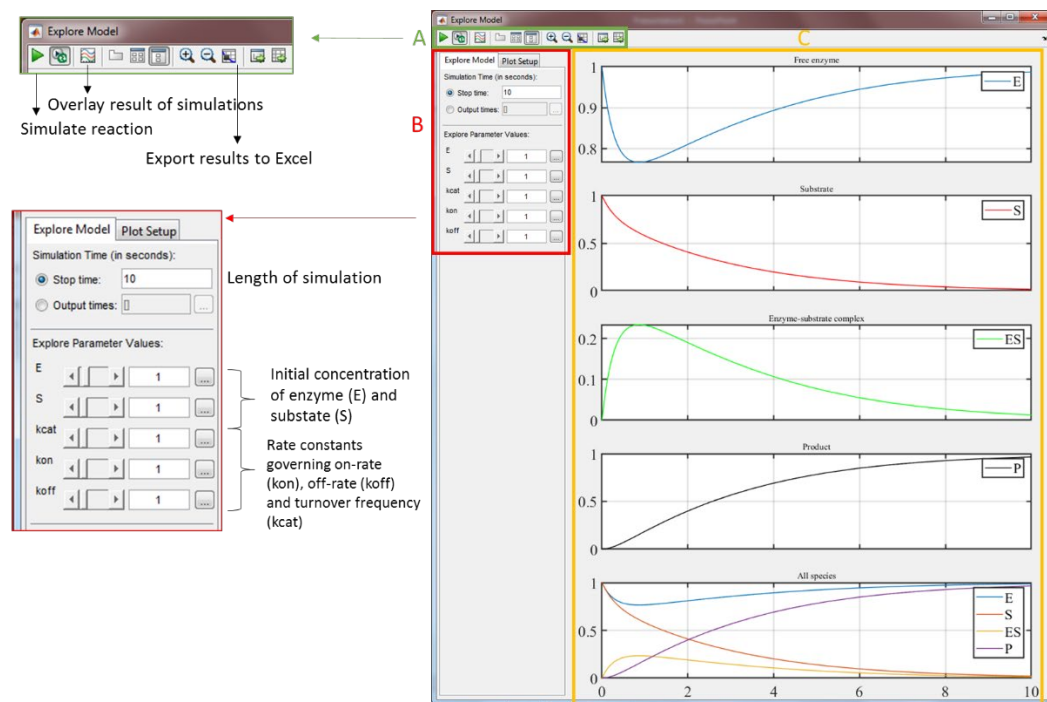 Explore Model
Overlay result of simulations
Simulate reaction
Export results to Excel
A
B
C
Explore Model
Plot Setup
Simulation Time (in seconds):
Stop time:
10
Output times:
[]
...
Length of simulation
Explore Parameter Values:
E
1
...
S
1
...
kcat
1
...
kon
1
...
koff
1
...
Initial concentration
of enzyme (E) and
substate (S)
Rate constants
governing on-rate
(kon), off-rate (koff)
and turnover frequency
(kcat)
Explore Model
Explore Model
Plot Setup
Simulation Time (in seconds):
Stop time:
10
Output times:
[]
...
Explore Parameter Values:
E
1
...
S
1
...
kcat
1
...
kon
1
...
koff
1
...
Free enzyme
1
0.9
0.8
E
Substrate
1
0.5
0
S
Enzyme-substrate complex
0.2
0.1
0
ES
Product
1
0.5
0
P
All species
1
0.5
0
E
S
ES
P
0 2 4 6 8 10